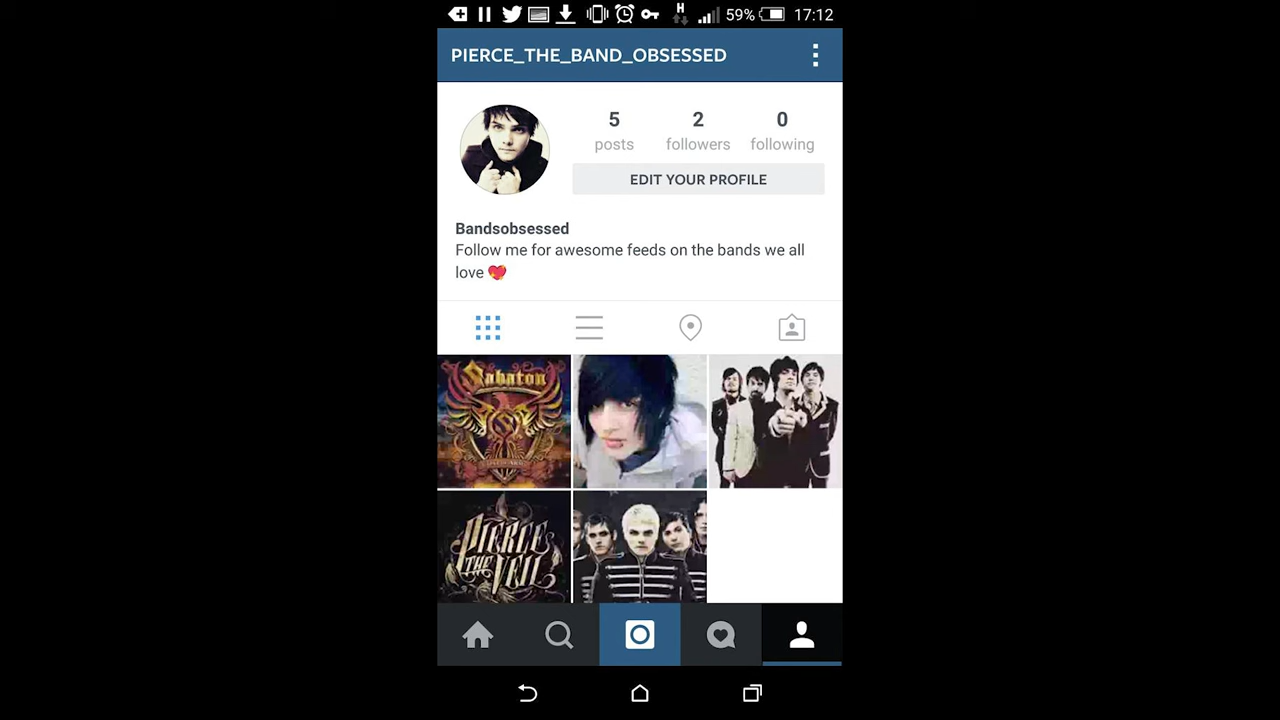 H
59%
17:12
PIERCE_THE_BAND_OBSESSED
5
2
0
posts
followers
following
EDIT YOUR PROFILE
Bandsobsessed
Follow me for awesome feeds on the bands we all
love 💖
Sabaton
PIERCE
THE VEIL